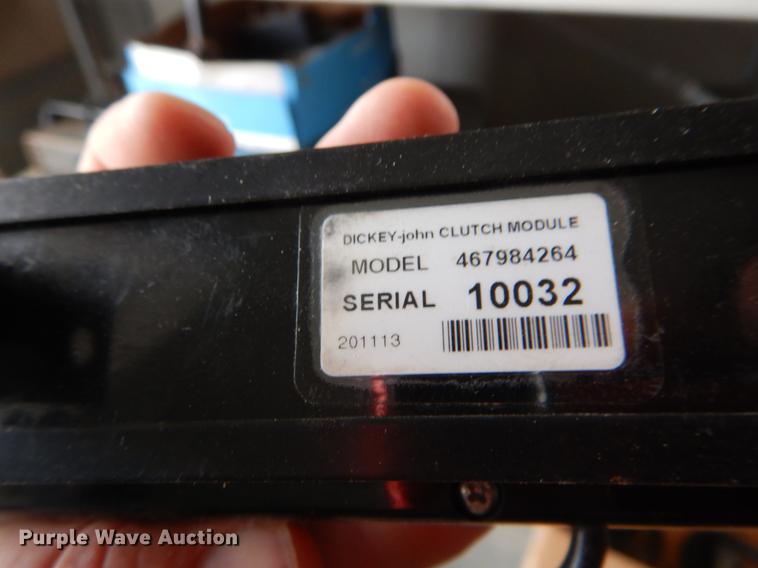 DICKEY-john CLUTCH MODULE
MODEL 467984264
SERIAL 10032
201113
Purple Wave Auction